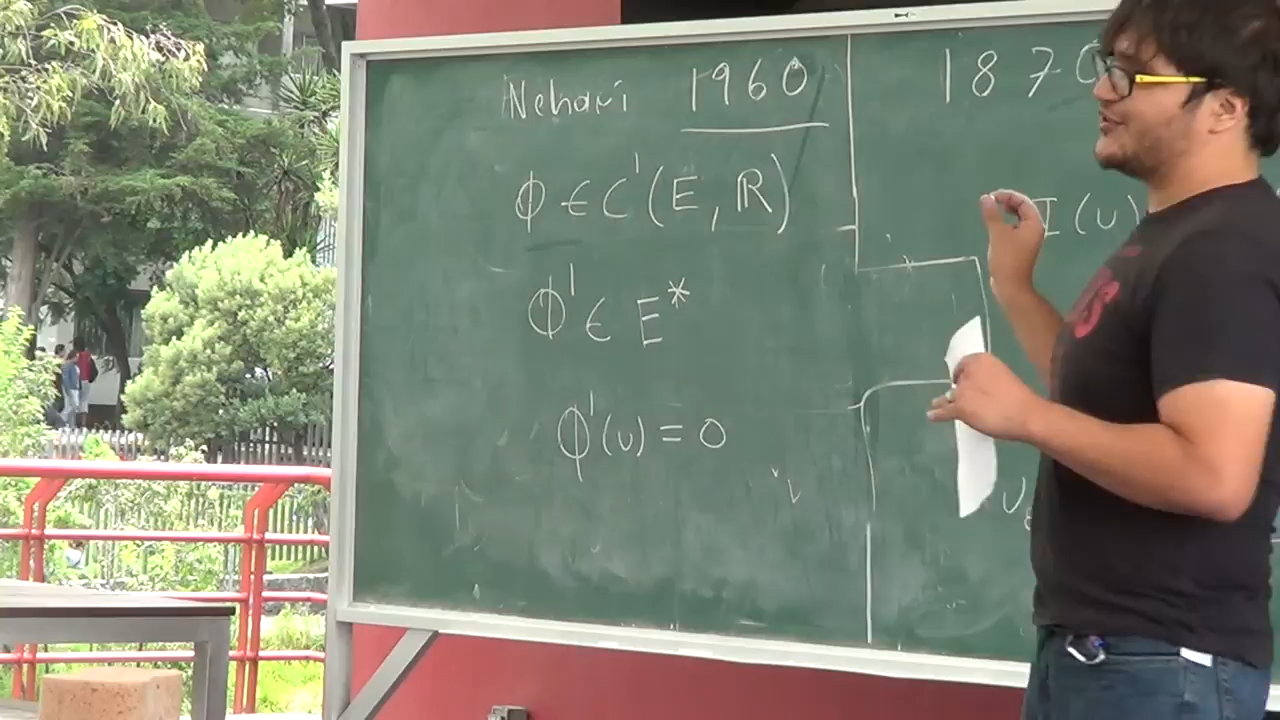 Nehari 1960
Φ ∈ C¹(E, ℝ)
Φ' ∈ E*
Φ'(u) = 0
1870
I(u)